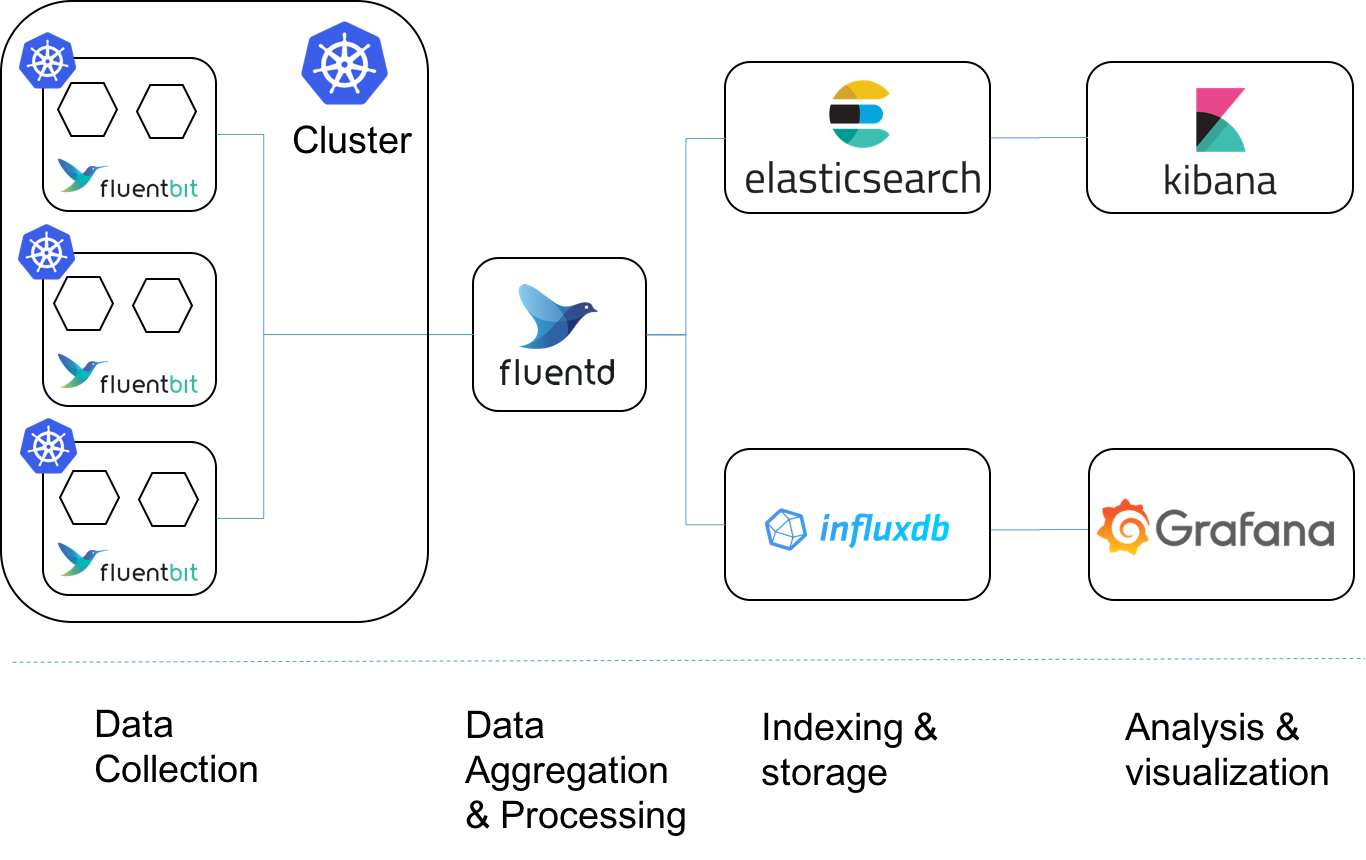 Cluster
fluentbit
fluentbit
fluentbit
fluentd
elasticsearch
kibana
influxdb
Grafana
Data
Collection
Data
Aggregation
& Processing
Indexing &
storage
Analysis &
visualization